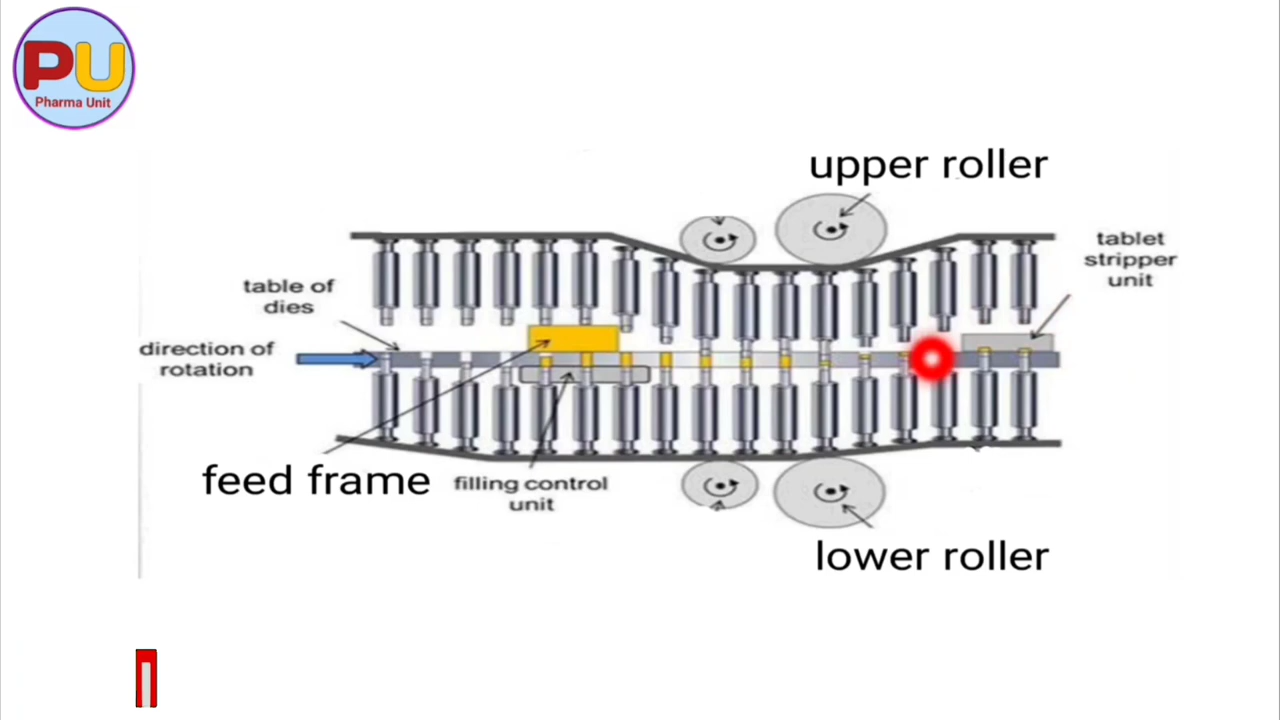 PU
Pharma Unit
upper roller
tablet
stripper
unit
table of
dies
direction of
rotation
feed frame
filling control
unit
lower roller